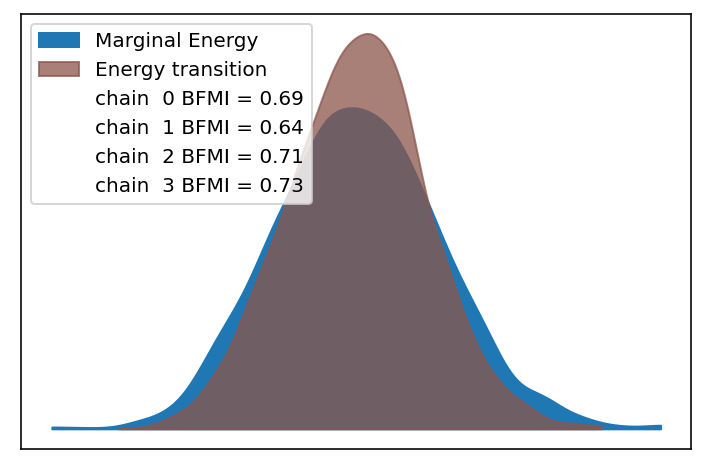 Marginal Energy
Energy transition
chain  0 BFMI = 0.69
chain  1 BFMI = 0.64
chain  2 BFMI = 0.71
chain  3 BFMI = 0.73